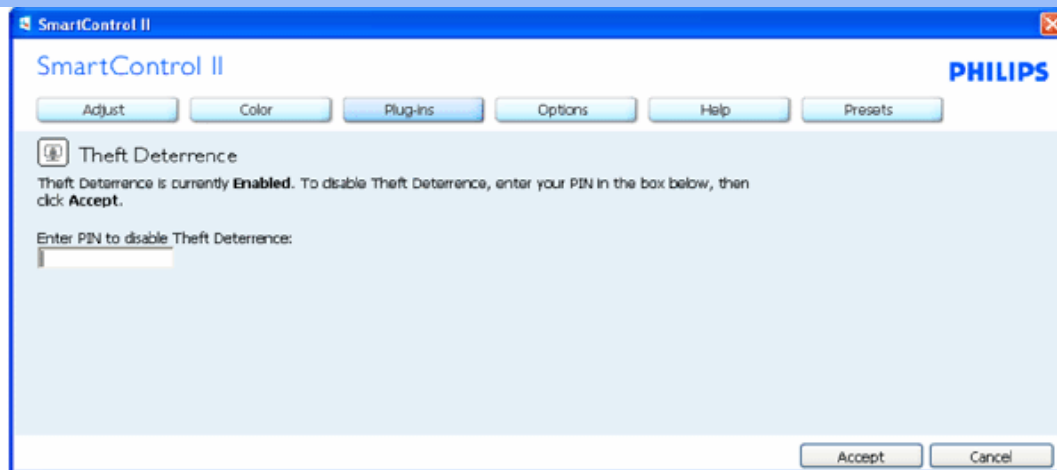 SmartControl II
SmartControl II
PHILIPS
Adjust Color Plug-ins Options Help Presets
Theft Deterrence
Theft Deterrence is currently Enabled. To disable Theft Deterrence, enter your PIN in the box below, then
click Accept.
Enter PIN to disable Theft Deterrence:
Accept Cancel